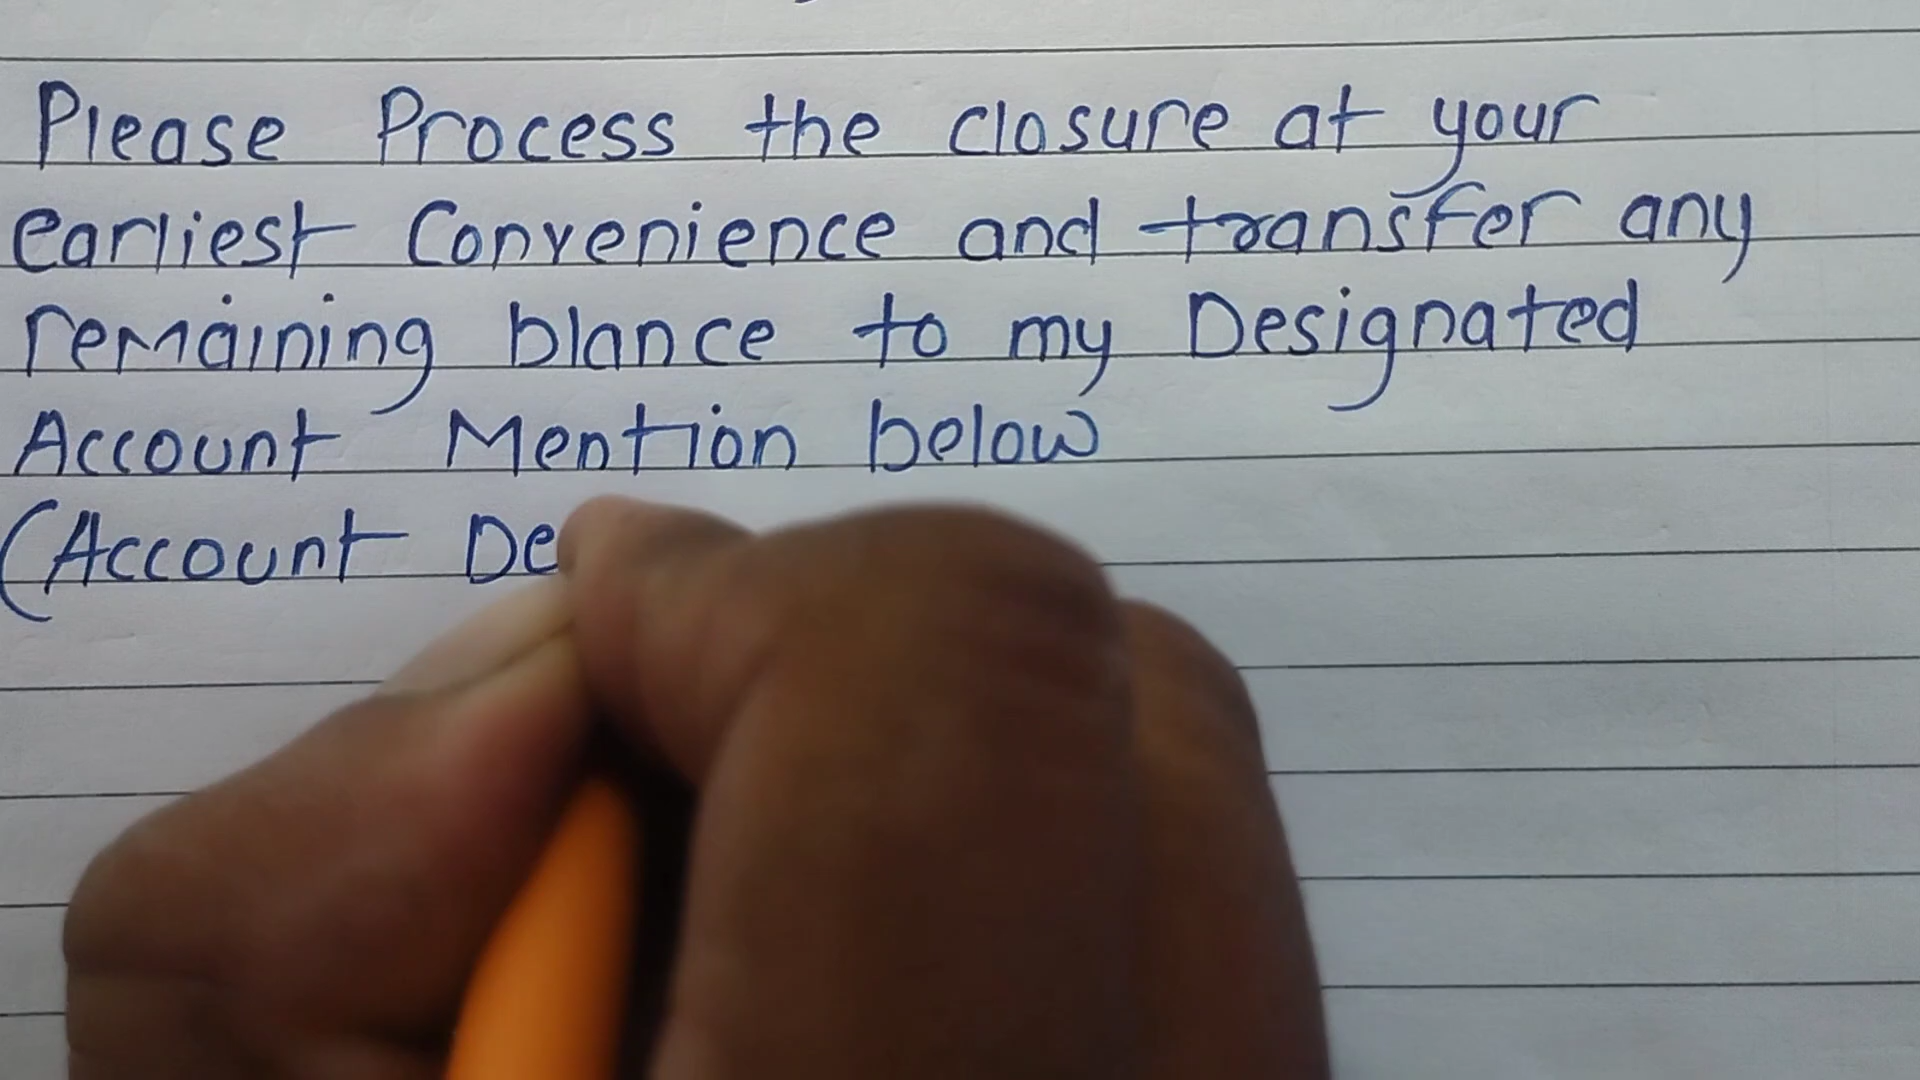 Please Process the closure at your
earliest Convenience and transfer any
remaining blance to my Designated
Account Mention below
(Account De